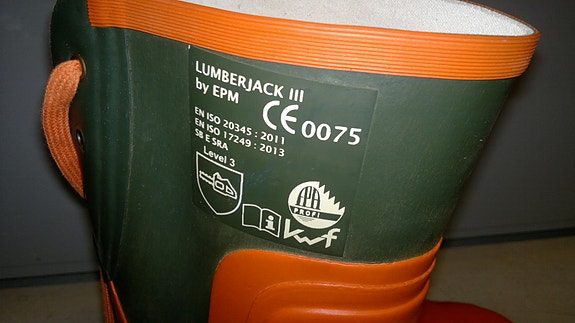 LUMBERJACK III
by EPM
CE 0075
EN ISO 20345 : 2011
EN ISO 17249 : 2013
SB E SRA
Level 3
PROFI
i
kwf